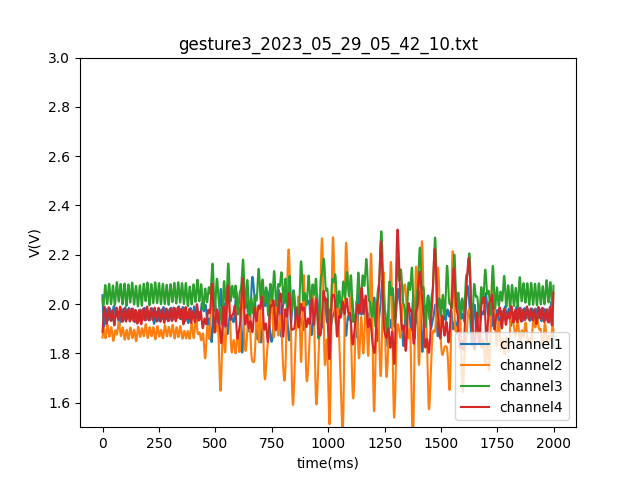 gesture3_2023_05_29_05_42_10.txt
3.0
2.8
2.6
2.4
2.2
2.0
1.8
1.6
V(V)
channel1
channel2
channel3
channel4
0 250 500 750 1000 1250 1500 1750 2000
time(ms)